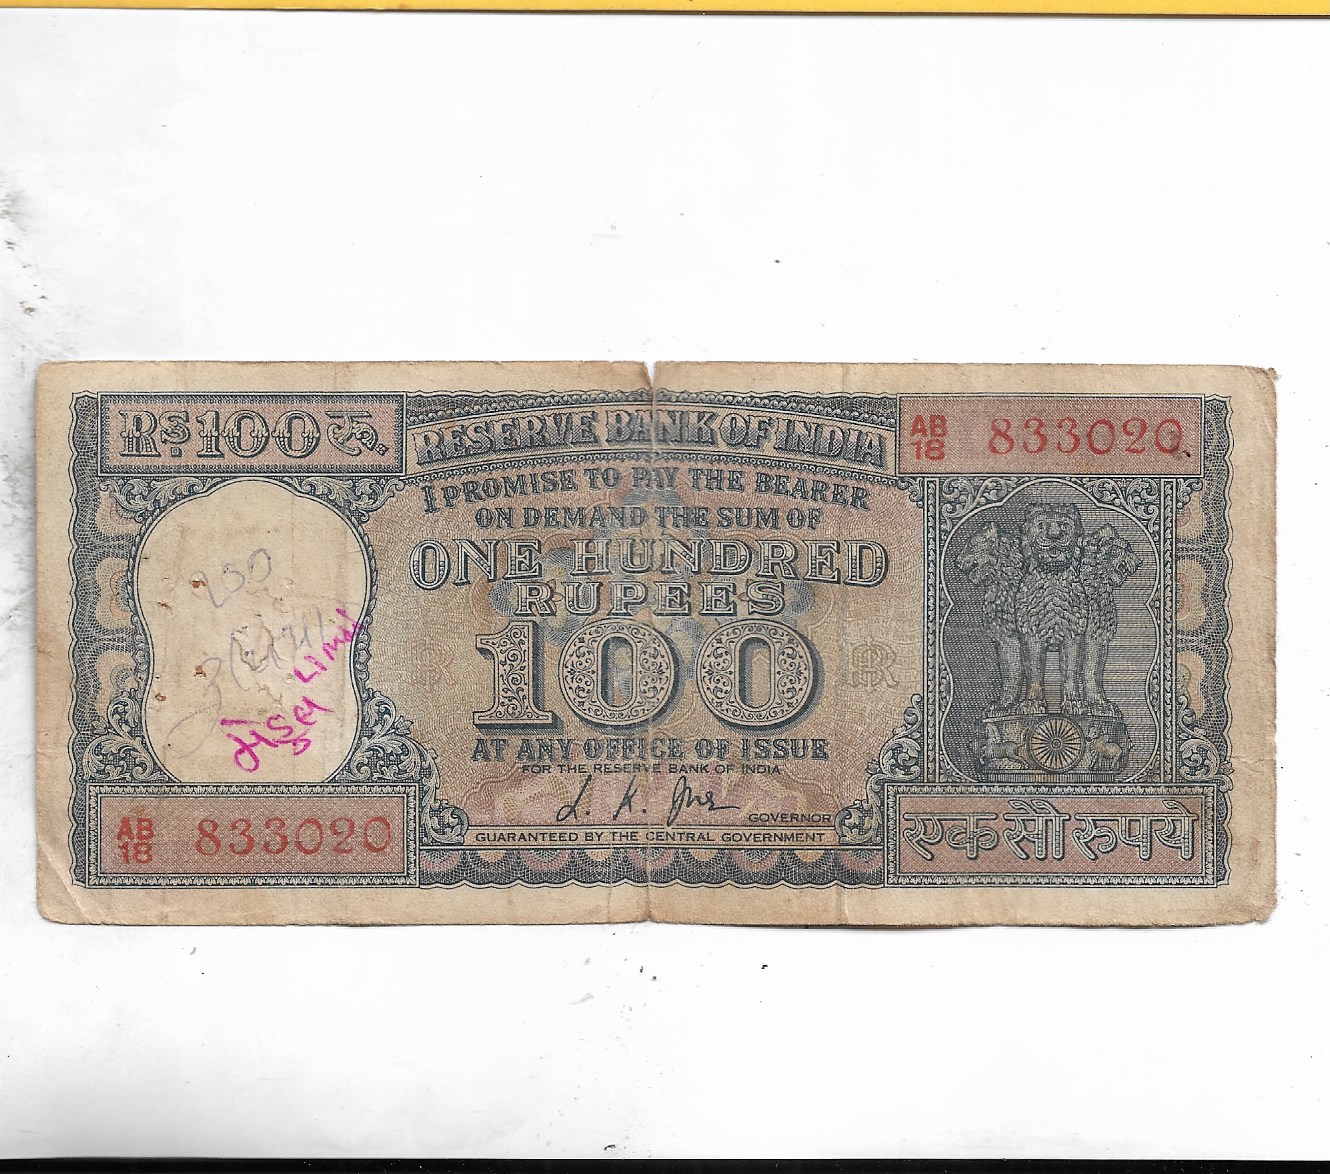 Rs. 100 रु.
RESERVE BANK OF INDIA
AB 18 833020
I PROMISE TO PAY THE BEARER
ON DEMAND THE SUM OF
ONE HUNDRED
RUPEES
100
AT ANY OFFICE OF ISSUE
FOR THE RESERVE BANK OF INDIA
GOVERNOR
GUARANTEED BY THE CENTRAL GOVERNMENT
230
AB 18 833020
एक सौ रुपये